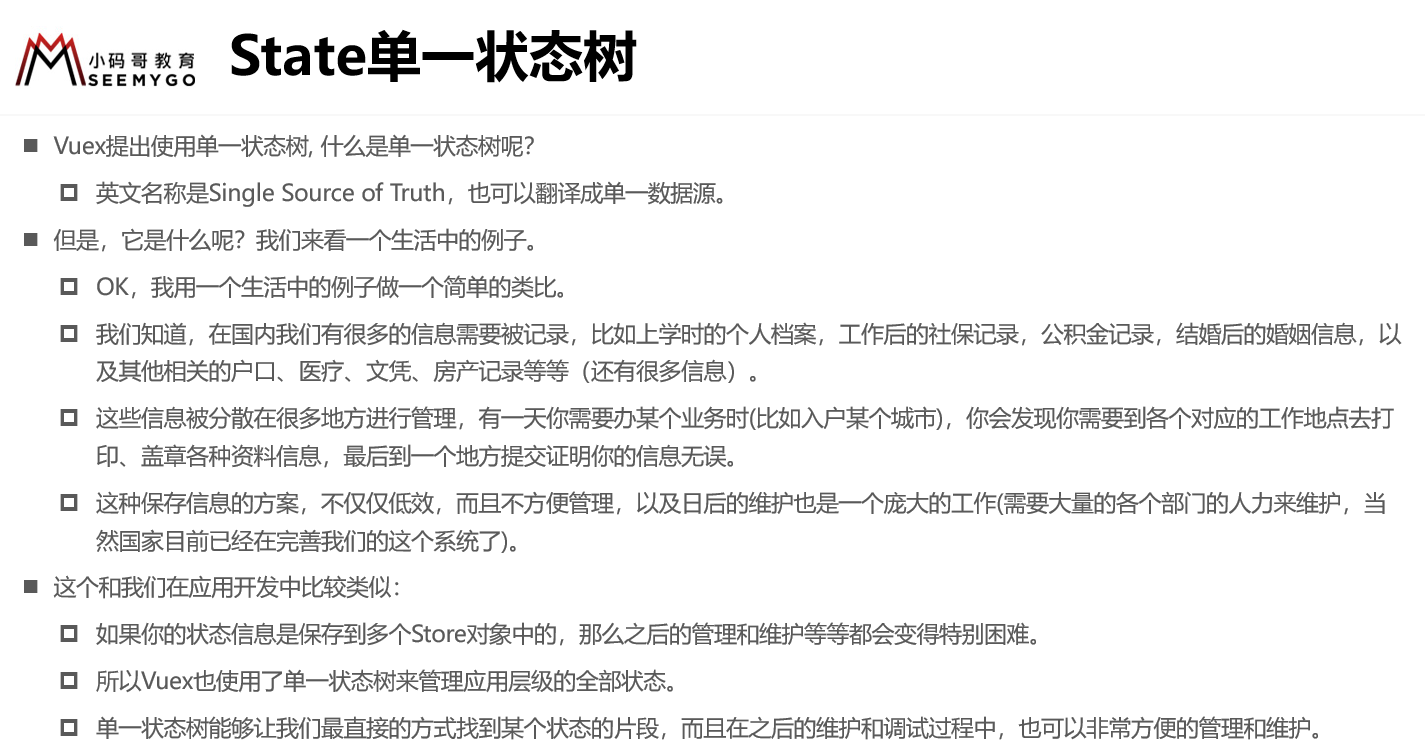 小码哥教育
SEEMYGO
State单一状态树
Vuex提出使用单一状态树, 什么是单一状态树呢？
英文名称是Single Source of Truth，也可以翻译成单一数据源。
但是，它是什么呢？我们来看一个生活中的例子。
OK，我用一个生活中的例子做一个简单的类比。
我们知道，在国内我们有很多的信息需要被记录，比如上学时的个人档案，工作后的社保记录，公积金记录，结婚后的婚姻信息，以
及其他相关的户口、医疗、文凭、房产记录等等（还有很多信息）。
这些信息被分散在很多地方进行管理，有一天你需要办某个业务时(比如入户某个城市)，你会发现你需要到各个对应的工作地点去打
印、盖章各种资料信息，最后到一个地方提交证明你的信息无误。
这种保存信息的方案，不仅仅低效，而且不方便管理，以及日后的维护也是一个庞大的工作(需要大量的各个部门的人力来维护，当
然国家目前已经在完善我们的这个系统了)。
这个和我们在应用开发中比较类似：
如果你的状态信息是保存到多个Store对象中的，那么之后的管理和维护等等都会变得特别困难。
所以Vuex也使用了单一状态树来管理应用层级的全部状态。
单一状态树能够让我们最直接的方式找到某个状态的片段，而且在之后的维护和调试过程中，也可以非常方便的管理和维护。